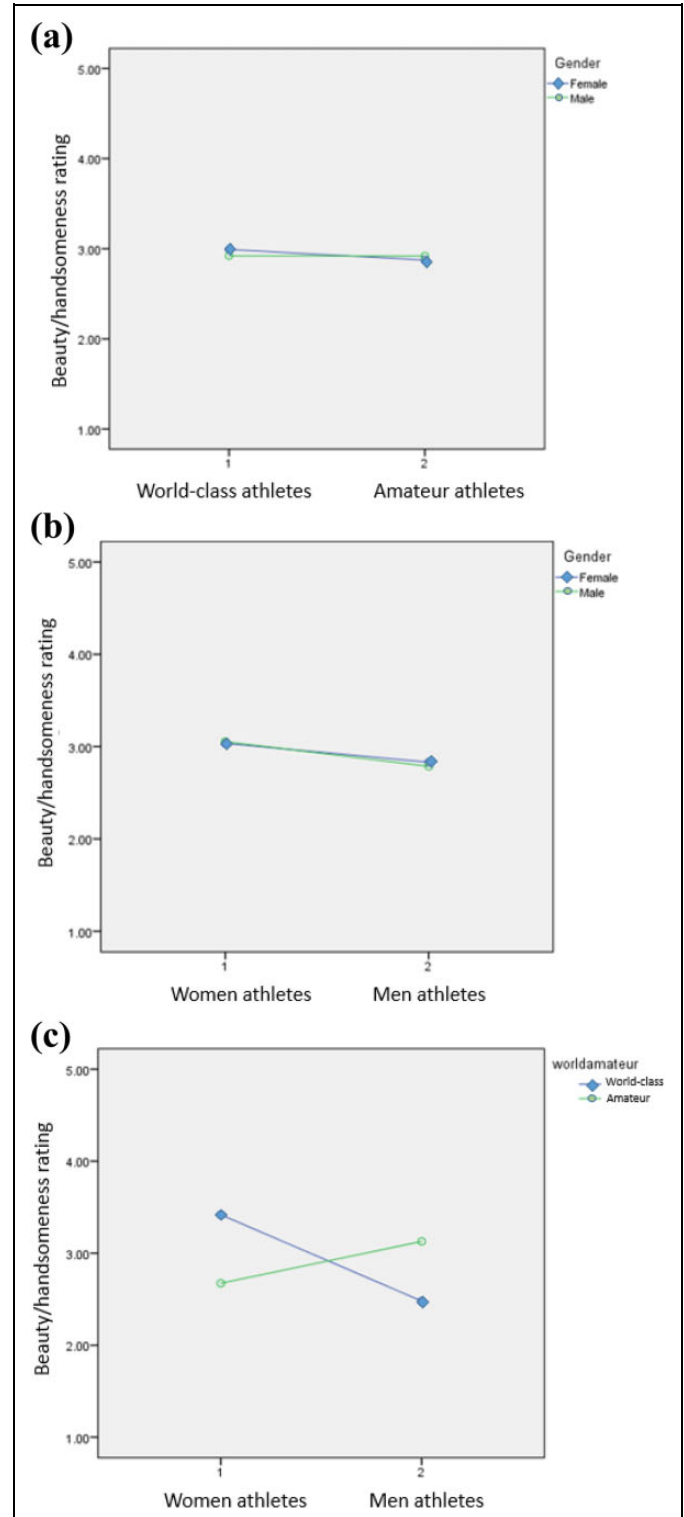 (a)
Gender
Female
Male
5.00
4.00
3.00
2.00
1.00
Beauty/handsomeness rating
1 2
World-class athletes Amateur athletes
(b)
Gender
Female
Male
5.00
4.00
3.00
2.00
1.00
Beauty/handsomeness rating
1 2
Women athletes Men athletes
(c)
worldamateur
World-class
Amateur
5.00
4.00
3.00
2.00
1.00
Beauty/handsomeness rating
1 2
Women athletes Men athletes